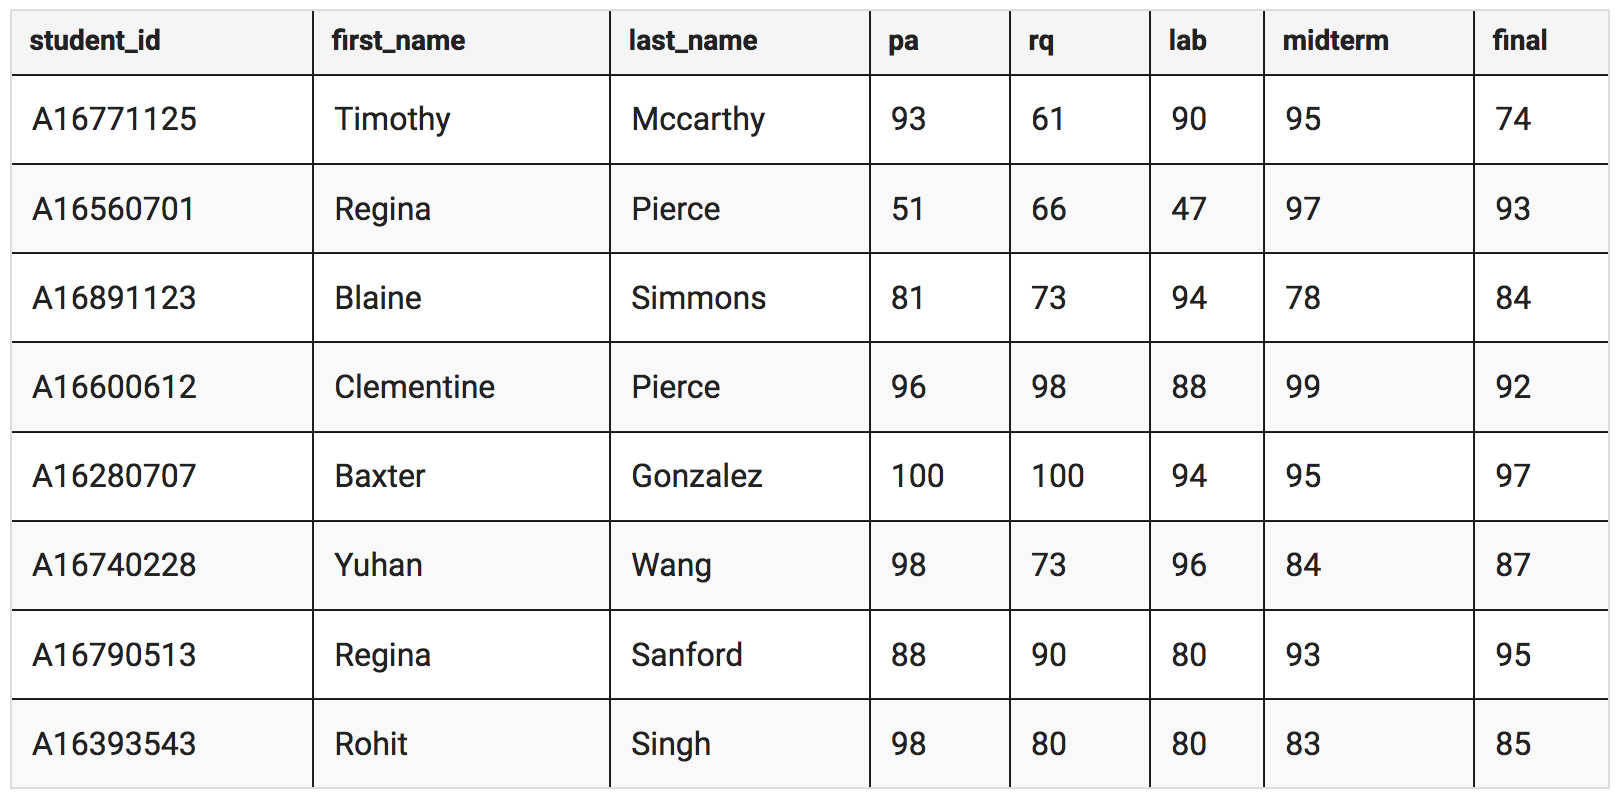 student_id first_name last_name pa rq lab midterm final
A16771125 Timothy Mccarthy 93 61 90 95 74
A16560701 Regina Pierce 51 66 47 97 93
A16891123 Blaine Simmons 81 73 94 78 84
A16600612 Clementine Pierce 96 98 88 99 92
A16280707 Baxter Gonzalez 100 100 94 95 97
A16740228 Yuhan Wang 98 73 96 84 87
A16790513 Regina Sanford 88 90 80 93 95
A16393543 Rohit Singh 98 80 80 83 85